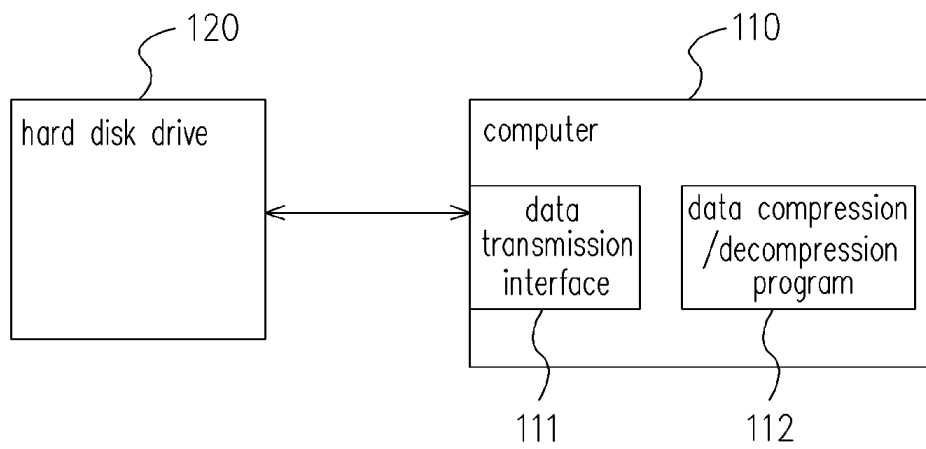 120
110
hard disk drive
computer
data
transmission
interface
data compression
/decompression
program
111
112